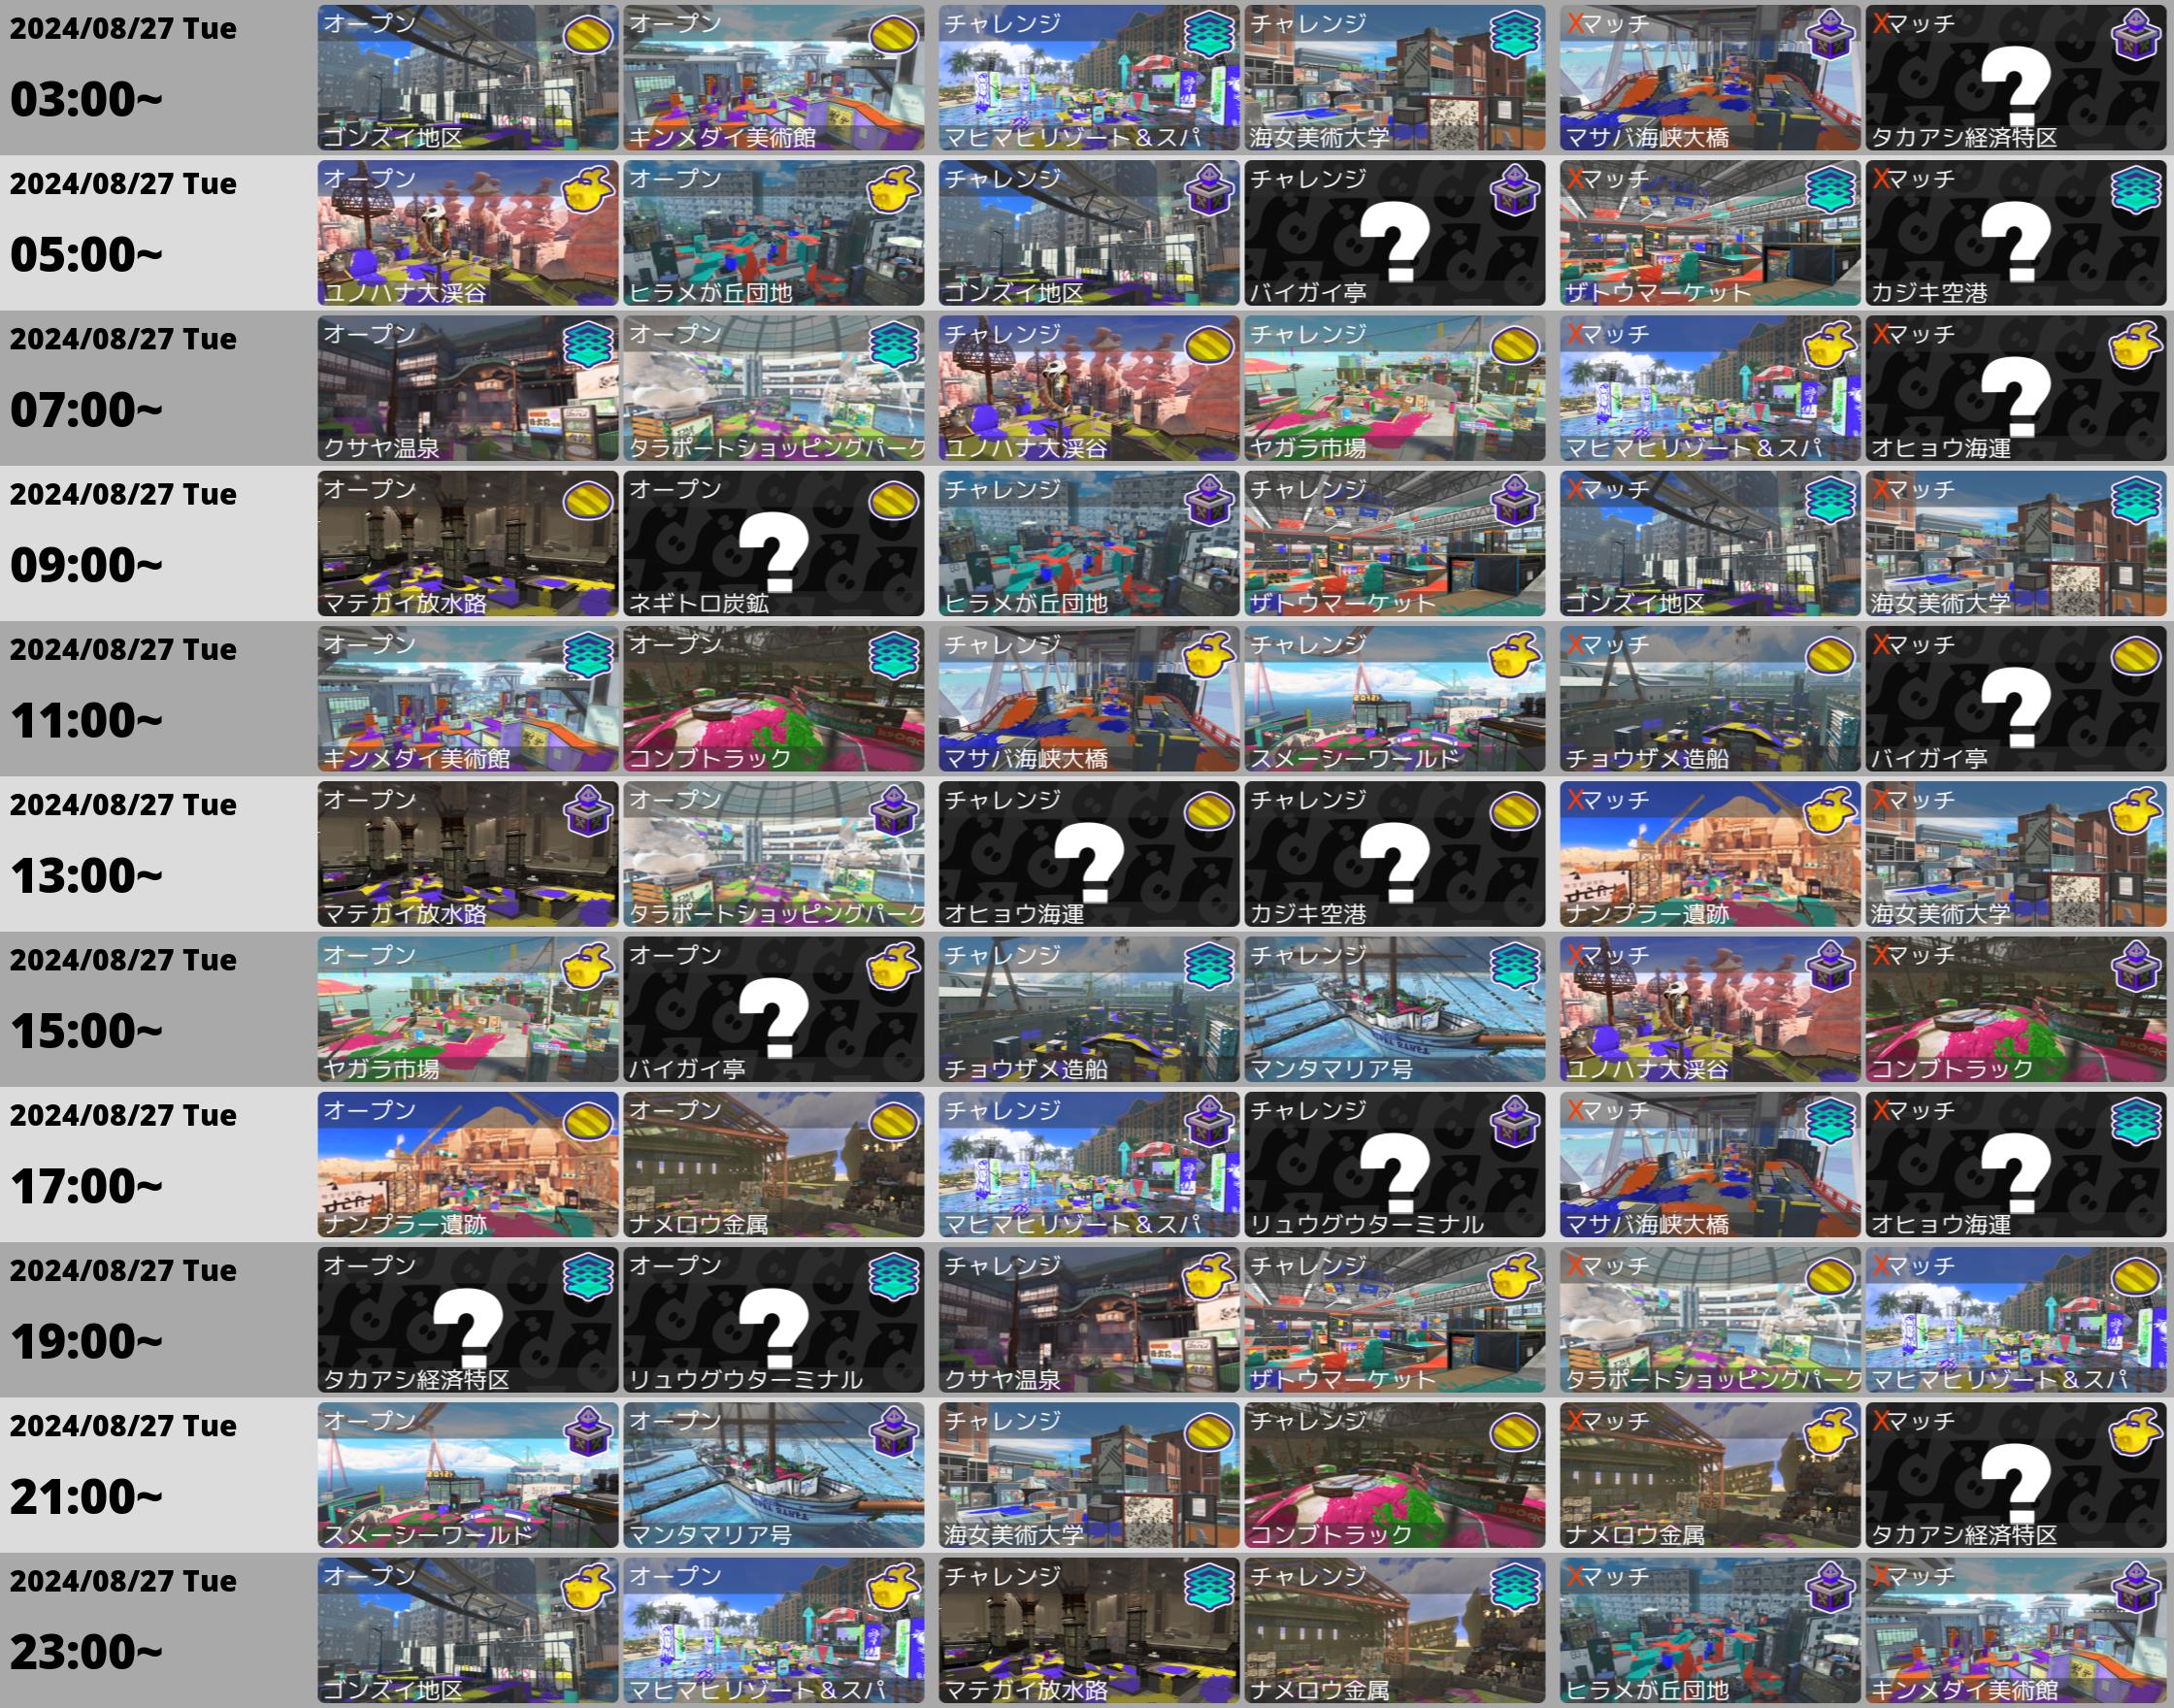 2024/08/27 Tue
03:00~
オープン
ゴンズイ地区
オープン
キンメダイ美術館
チャレンジ
マヒマヒリゾート＆スパ
チャレンジ
海女美術大学
Xマッチ
マサバ海峡大橋
Xマッチ
?
タカアシ経済特区
2024/08/27 Tue
05:00~
オープン
ユノハナ大渓谷
オープン
ヒラメが丘団地
チャレンジ
ゴンズイ地区
チャレンジ
?
バイガイ亭
Xマッチ
ザトウマーケット
Xマッチ
?
カジキ空港
2024/08/27 Tue
07:00~
オープン
クサヤ温泉
オープン
タラポートショッピングパーク
チャレンジ
ユノハナ大渓谷
チャレンジ
ヤガラ市場
Xマッチ
マヒマヒリゾート＆スパ
Xマッチ
?
オヒョウ海運
2024/08/27 Tue
09:00~
オープン
マテガイ放水路
オープン
?
ネギトロ炭鉱
チャレンジ
ヒラメが丘団地
チャレンジ
ザトウマーケット
Xマッチ
ゴンズイ地区
Xマッチ
海女美術大学
2024/08/27 Tue
11:00~
オープン
キンメダイ美術館
オープン
コンブトラック
チャレンジ
マサバ海峡大橋
チャレンジ
スメーシーワールド
Xマッチ
チョウザメ造船
Xマッチ
?
バイガイ亭
2024/08/27 Tue
13:00~
オープン
マテガイ放水路
オープン
タラポートショッピングパーク
チャレンジ
?
オヒョウ海運
チャレンジ
?
カジキ空港
Xマッチ
ナンプラー遺跡
Xマッチ
海女美術大学
2024/08/27 Tue
15:00~
オープン
ヤガラ市場
オープン
?
バイガイ亭
チャレンジ
チョウザメ造船
チャレンジ
マンタマリア号
Xマッチ
ユノハナ大渓谷
Xマッチ
コンブトラック
2024/08/27 Tue
17:00~
オープン
ナンプラー遺跡
オープン
ナメロウ金属
チャレンジ
マヒマヒリゾート＆スパ
チャレンジ
?
リュウグウターミナル
Xマッチ
マサバ海峡大橋
Xマッチ
?
オヒョウ海運
2024/08/27 Tue
19:00~
オープン
?
タカアシ経済特区
オープン
?
リュウグウターミナル
チャレンジ
クサヤ温泉
チャレンジ
ザトウマーケット
Xマッチ
タラポートショッピングパーク
Xマッチ
マヒマヒリゾート＆スパ
2024/08/27 Tue
21:00~
オープン
スメーシーワールド
オープン
マンタマリア号
チャレンジ
海女美術大学
チャレンジ
コンブトラック
Xマッチ
ナメロウ金属
Xマッチ
?
タカアシ経済特区
2024/08/27 Tue
23:00~
オープン
ゴンズイ地区
オープン
マヒマヒリゾート＆スパ
チャレンジ
マテガイ放水路
チャレンジ
ナメロウ金属
Xマッチ
ヒラメが丘団地
Xマッチ
キンメダイ美術館